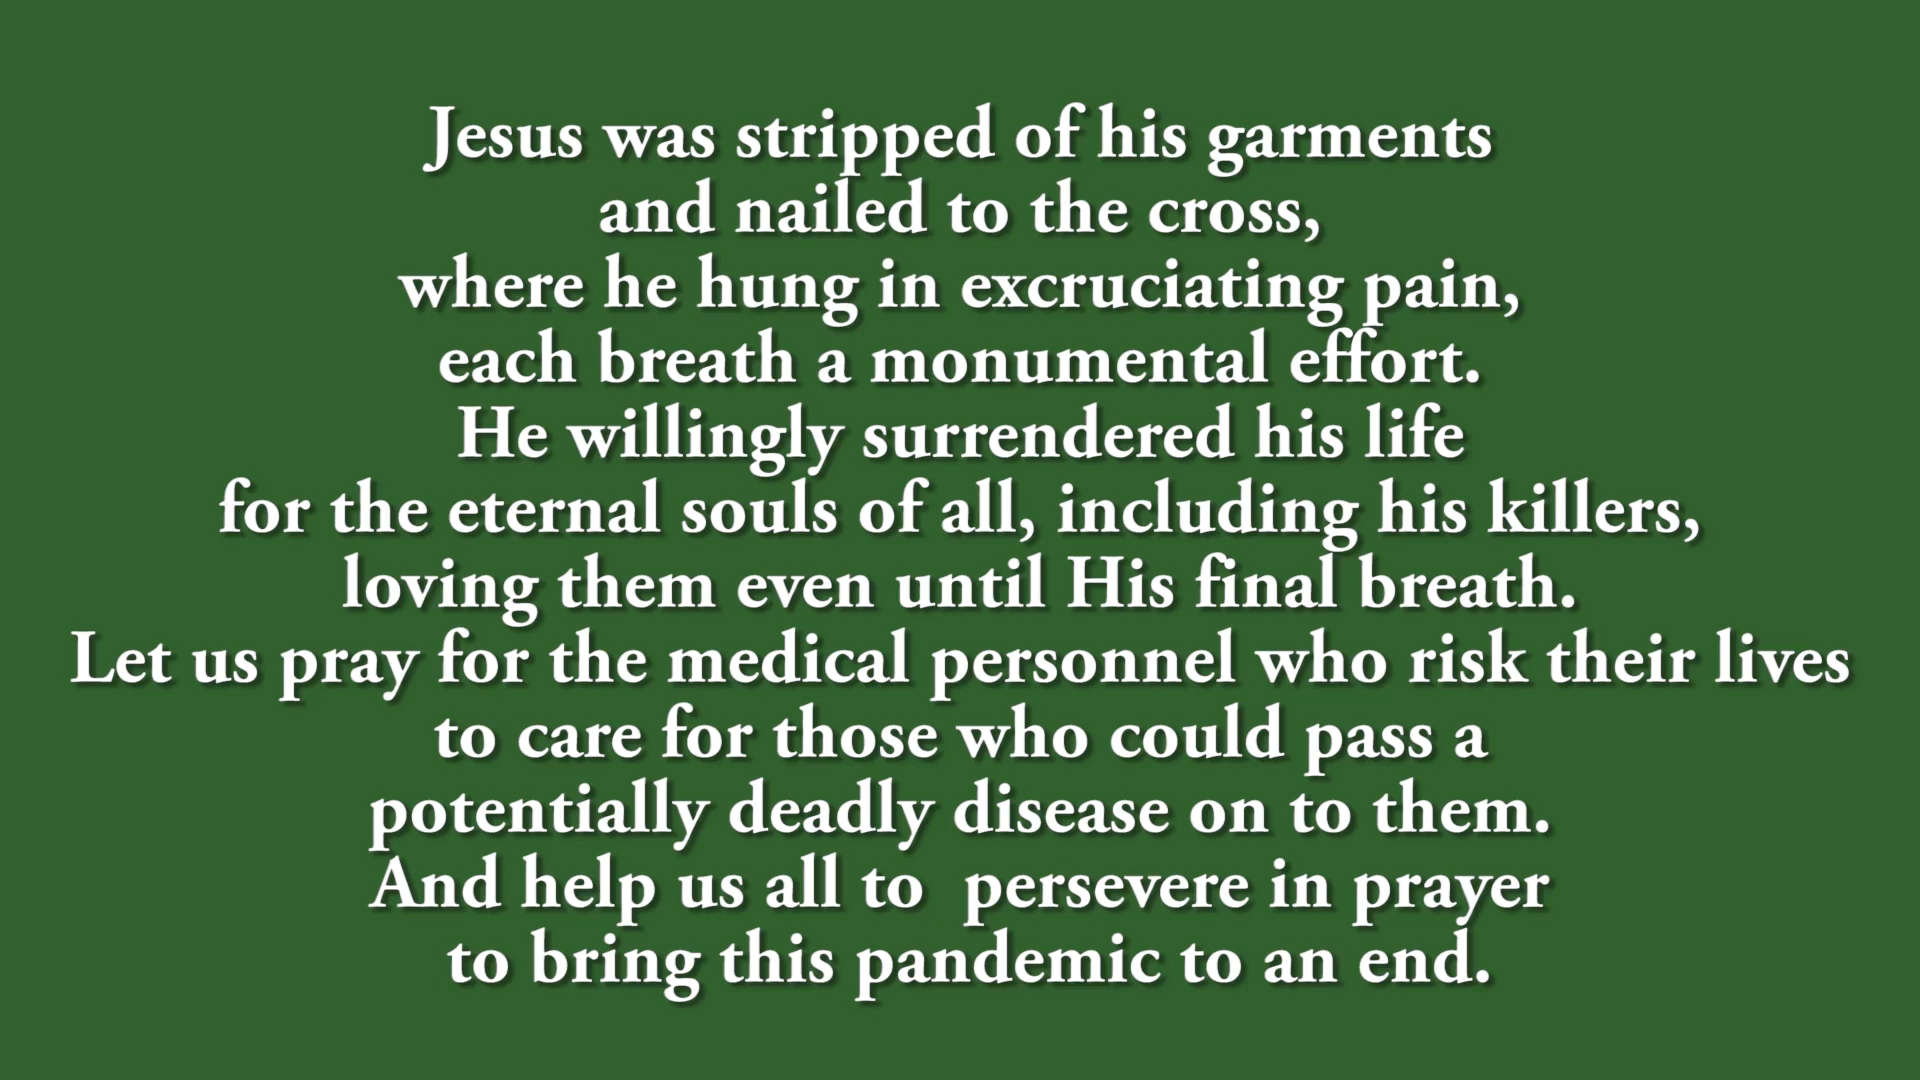 Jesus was stripped of his garments
and nailed to the cross,
where he hung in excruciating pain,
each breath a monumental effort.
He willingly surrendered his life
for the eternal souls of all, including his killers,
loving them even until His final breath.
Let us pray for the medical personnel who risk their lives
to care for those who could pass a
potentially deadly disease on to them.
And help us all to  persevere in prayer
to bring this pandemic to an end.